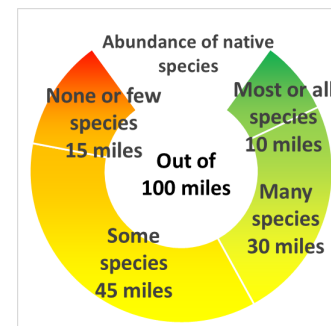 Abundance of native
species
None or few
species
15 miles
Most or all
species
10 miles
Out of
100 miles
Many
species
30 miles
Some
species
45 miles